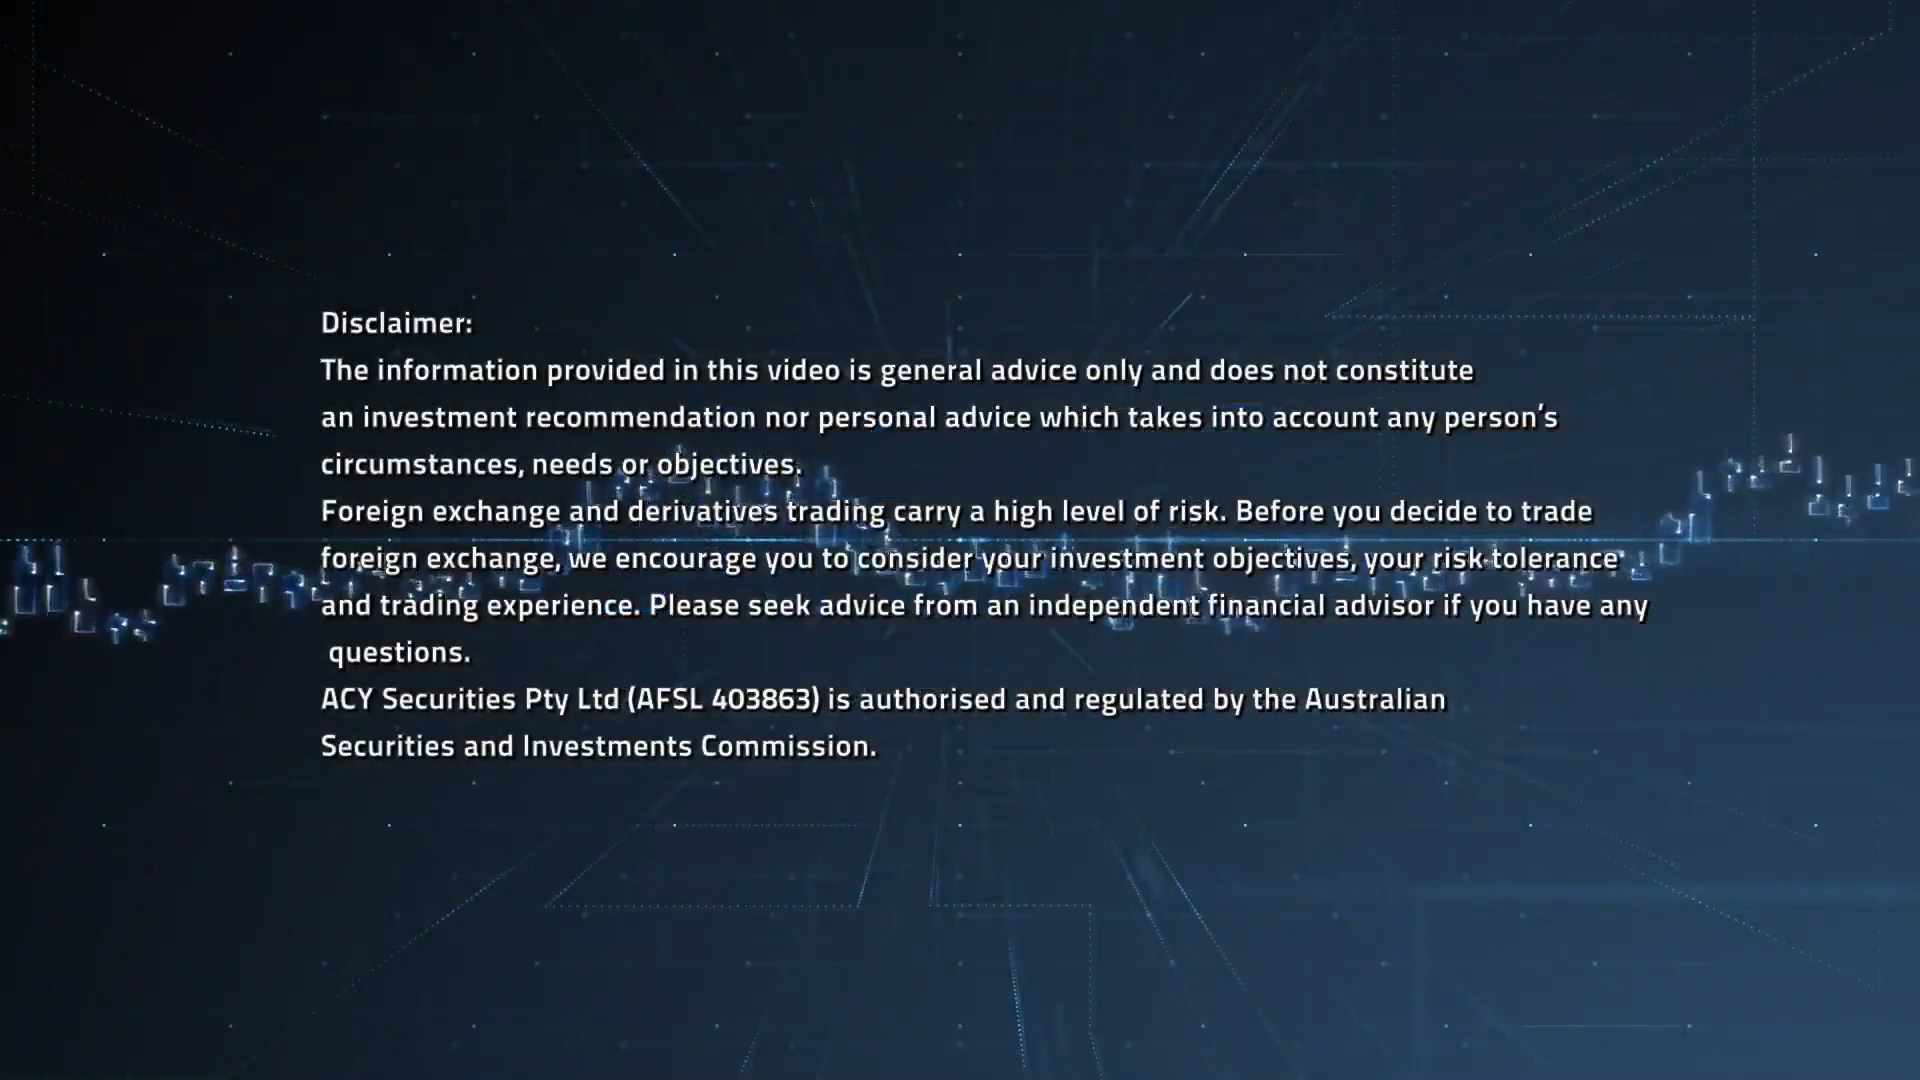 Disclaimer:
The information provided in this video is general advice only and does not constitute
an investment recommendation nor personal advice which takes into account any person's
circumstances, needs or objectives.
Foreign exchange and derivatives trading carry a high level of risk. Before you decide to trade
foreign exchange, we encourage you to consider your investment objectives, your risk tolerance
and trading experience. Please seek advice from an independent financial advisor if you have any
questions.
ACY Securities Pty Ltd (AFSL 403863) is authorised and regulated by the Australian
Securities and Investments Commission.